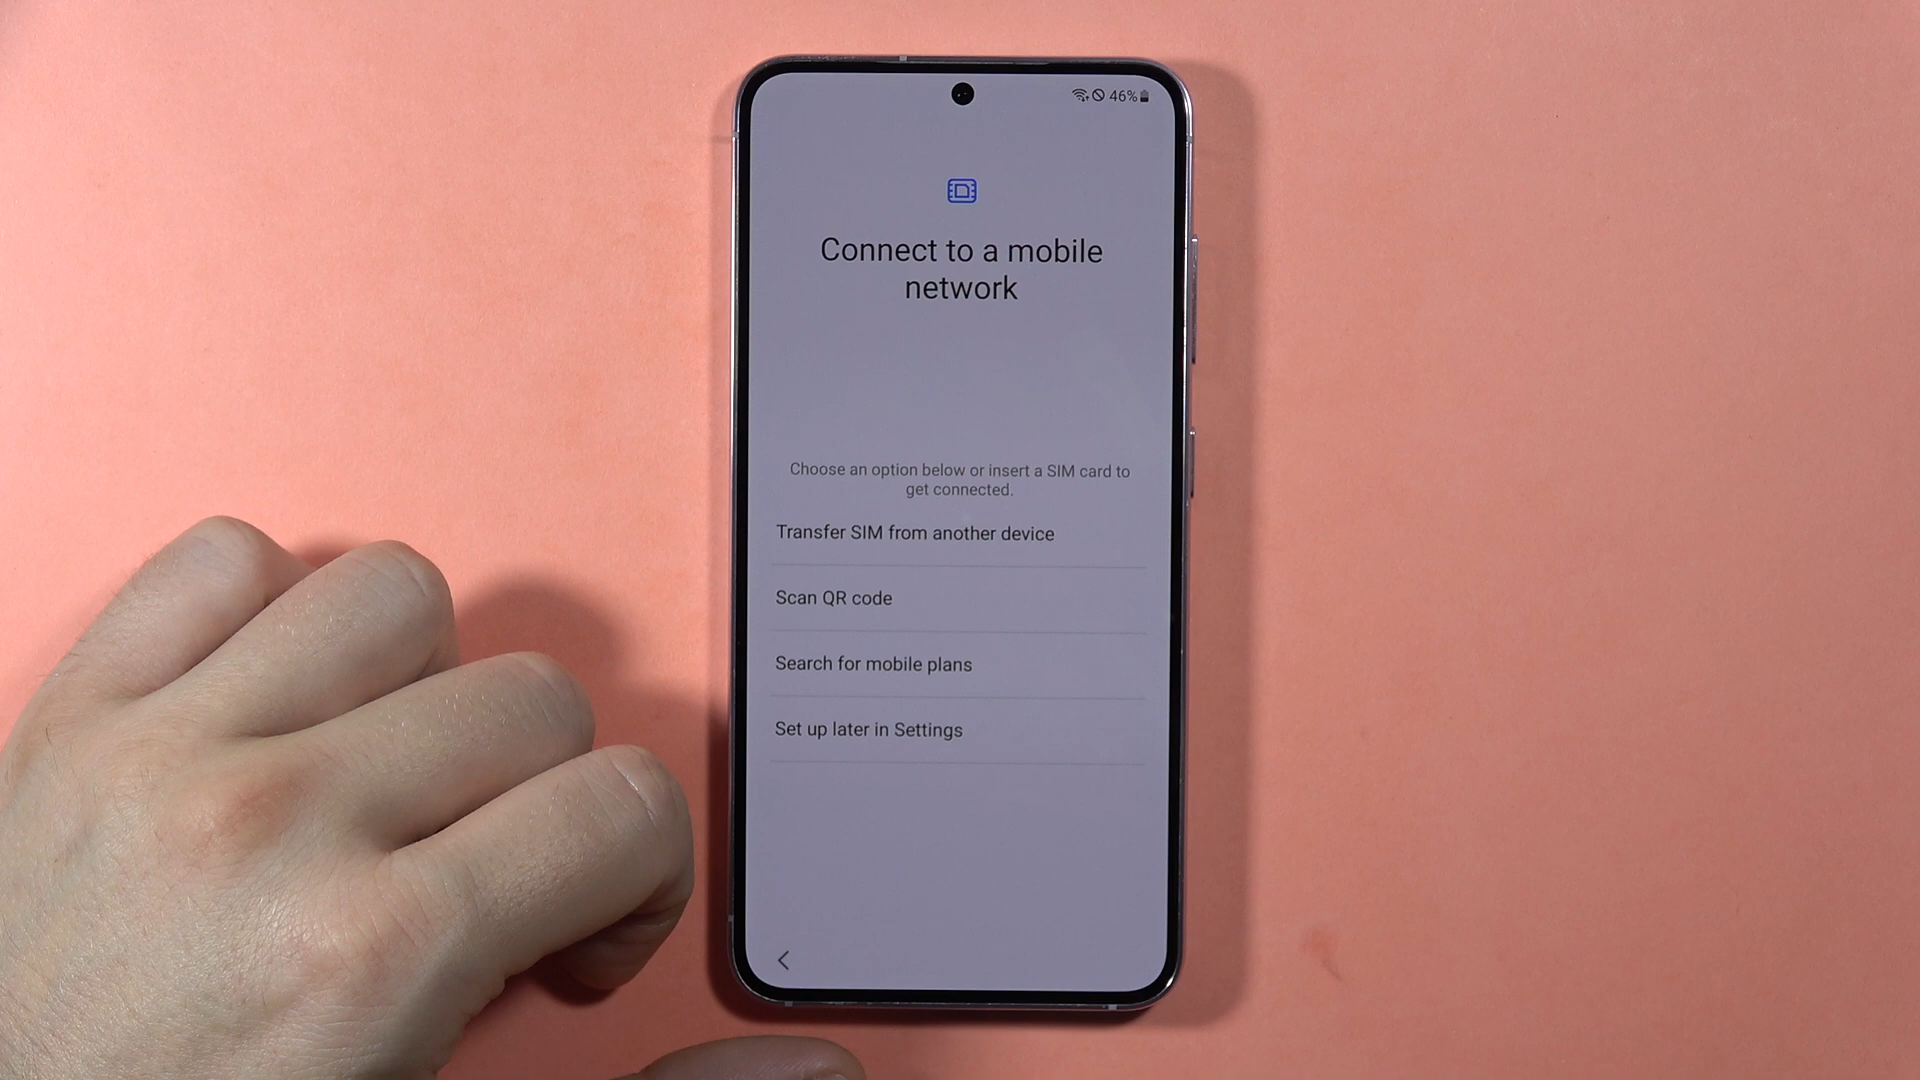 46%
Connect to a mobile
network
Choose an option below or insert a SIM card to
get connected.
Transfer SIM from another device
Scan QR code
Search for mobile plans
Set up later in Settings